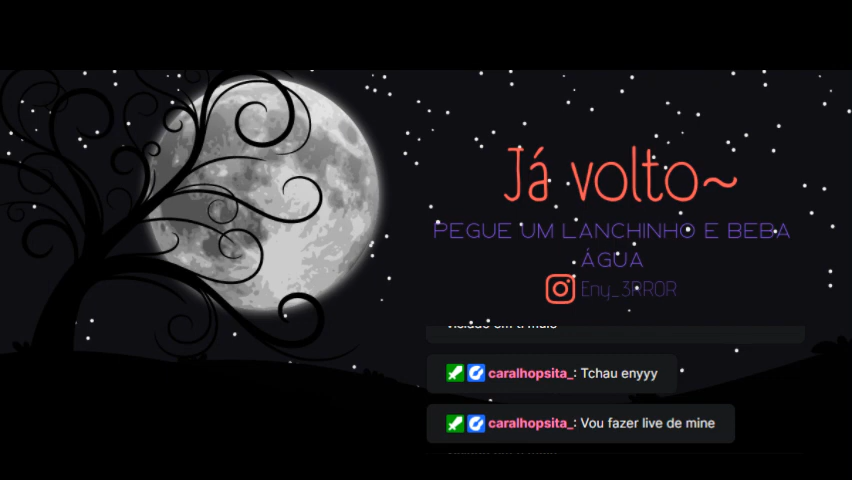 Já volto~
PEGUE UM LANCHINHO E BEBA
ÁGUA
Eny_3RR0R
caralhopsita_: Tchau enyyy
caralhopsita_: Vou fazer live de mine